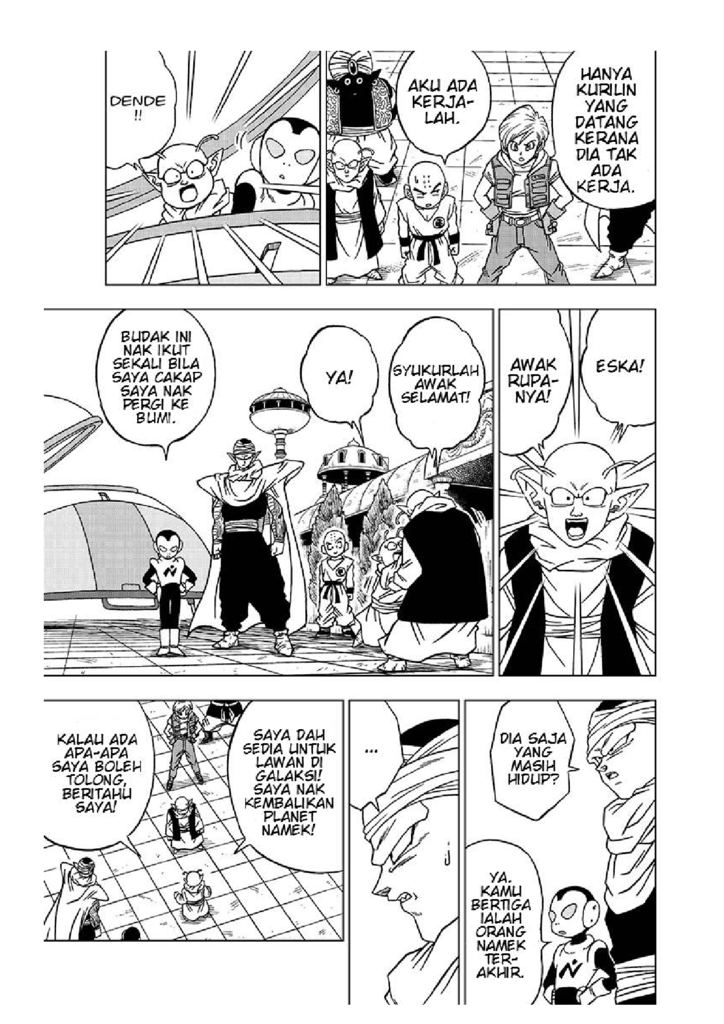 HANYA
KURILIN
YANG
DATANG
KERANA
DIA TAK
ADA
KERJA.
AKU ADA
KERJA-
LAH.
DENDE
!!
ESKA!
AWAK
RUPA-
NYA!
SYUKURLAH
AWAK
SELAMAT!
YA!
BUDAK INI
NAK IKUT
SEKALI BILA
SAYA CAKAP
SAYA NAK
PERGI KE
BUMI.
DIA SAJA
YANG
MASIH
HIDUP?
YA.
KAMU
BERTIGA
IALAH
ORANG
NAMEK
TER-
AKHIR.
...
SAYA DAH
SEDIA UNTUK
LAWAN DI
GALAKSI!
SAYA NAK
KEMBALIKAN
PLANET
NAMEK!
KALAU ADA
APA-APA
SAYA BOLEH
TOLONG,
BERITAHU
SAYA!